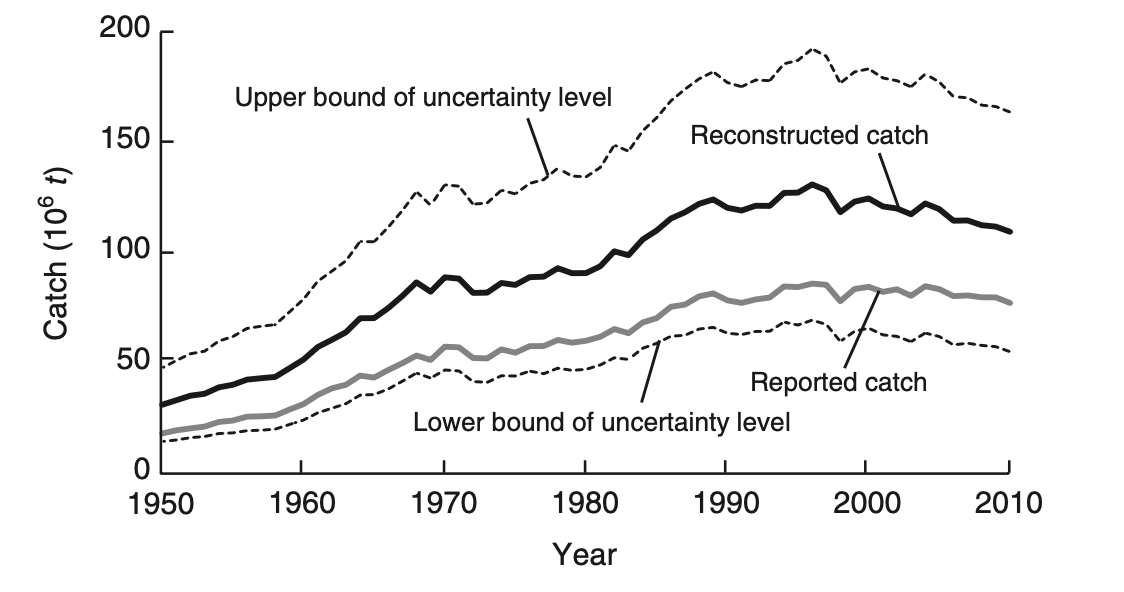 200
Upper bound of uncertainty level
150
Reconstructed catch
Catch (10⁶ t)
100
50
Reported catch
Lower bound of uncertainty level
0
1950 1960 1970 1980 1990 2000 2010
Year